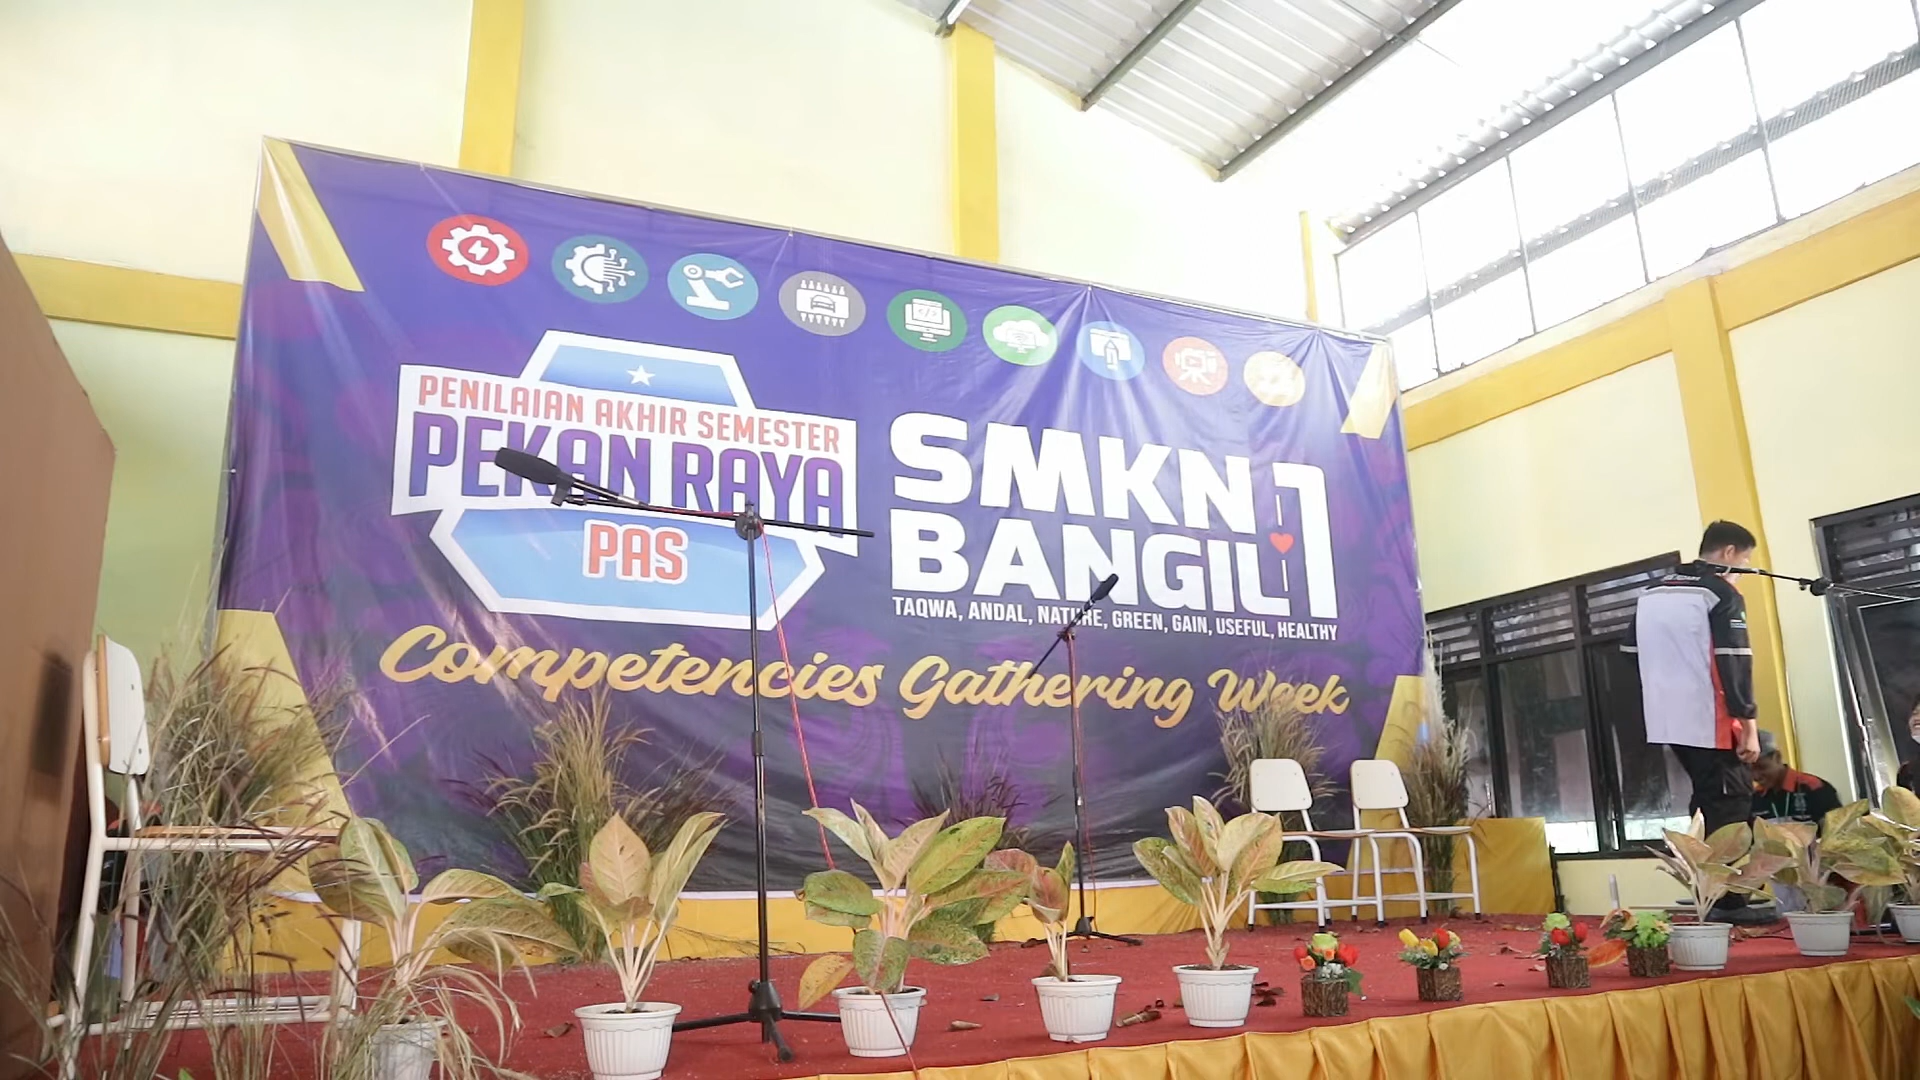 PENILAIAN AKHIR SEMESTER
PEKAN RAYA
PAS
SMKN 1
BANGIL
TAQWA, ANDAL, NATURE, GREEN, GAIN, USEFUL, HEALTHY
Competencies Gathering Week